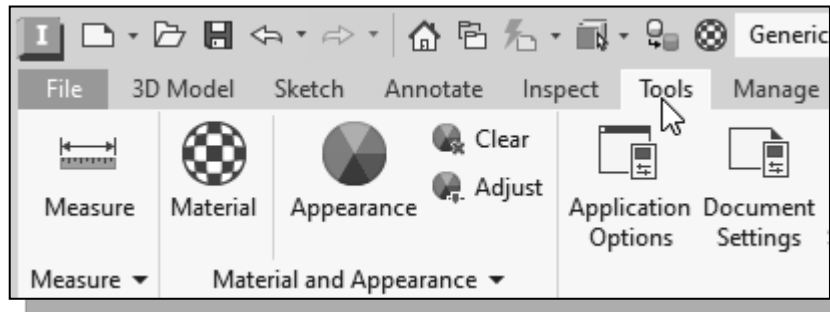 I
Generic
File 3D Model Sketch Annotate Inspect Tools Manage
Clear
Adjust
Measure Material Appearance Application Options Document Settings
Measure Material and Appearance